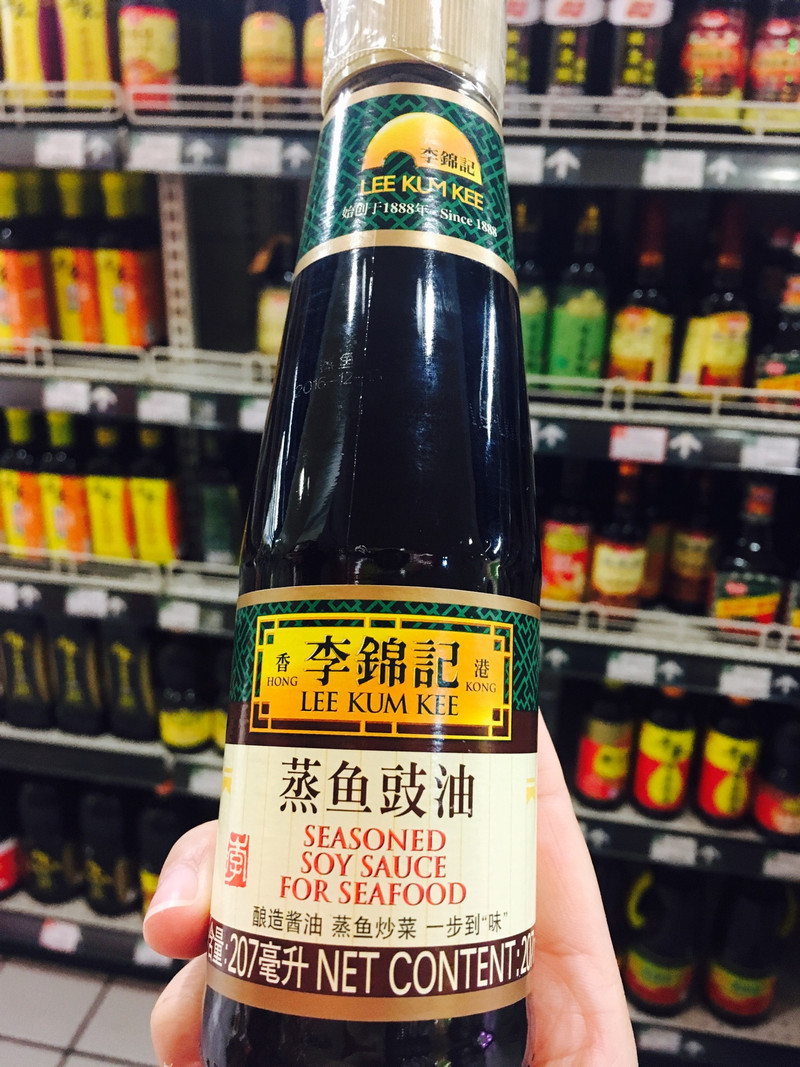 李錦記
LEE KUM KEE
始创于1888年 - Since 1888
香 李錦記 港
HONG LEE KUM KEE KONG
蒸鱼豉油
SEASONED
SOY SAUCE
FOR SEAFOOD
酿造酱油 蒸鱼炒菜 一步到“味”
量:207毫升 NET CONTENT:20